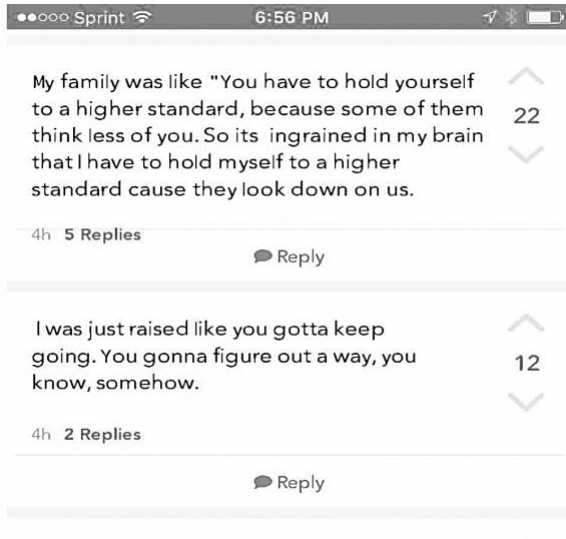 Sprint 6:56 PM
My family was like "You have to hold yourself
to a higher standard, because some of them
think less of you. So its ingrained in my brain
that I have to hold myself to a higher
standard cause they look down on us.
22
4h 5 Replies
Reply
I was just raised like you gotta keep
going. You gonna figure out a way, you
know, somehow.
12
4h 2 Replies
Reply